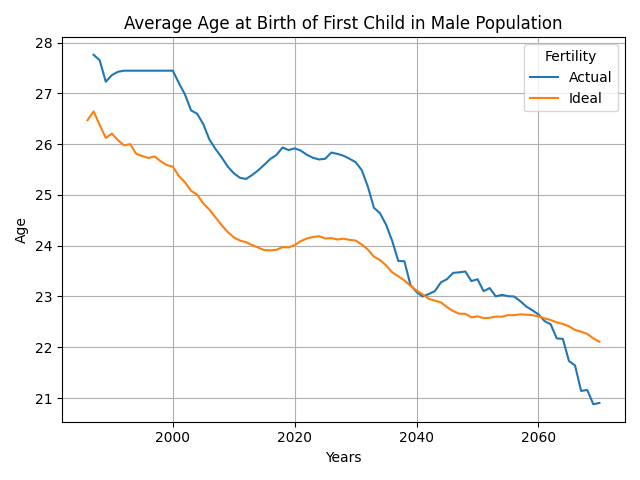 Average Age at Birth of First Child in Male Population
Fertility
Actual
Ideal
Age
28
27
26
25
24
23
22
21
2000
2020
2040
2060
Years